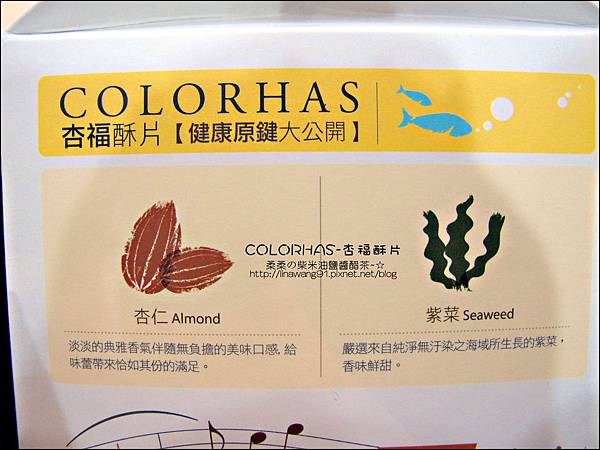 COLORHAS
杏福酥片【健康原鍵大公開】
COLORHAS-杏福酥片
柔柔の柴米油鹽醬醋茶~☆
http://linawang91.pixnet.net/blog
杏仁 Almond
紫菜 Seaweed
淡淡的典雅香氣伴隨無負擔的美味口感, 給
味蕾帶來恰如其份的滿足。
嚴選來自純淨無汙染之海域所生長的紫菜,
香味鮮甜。